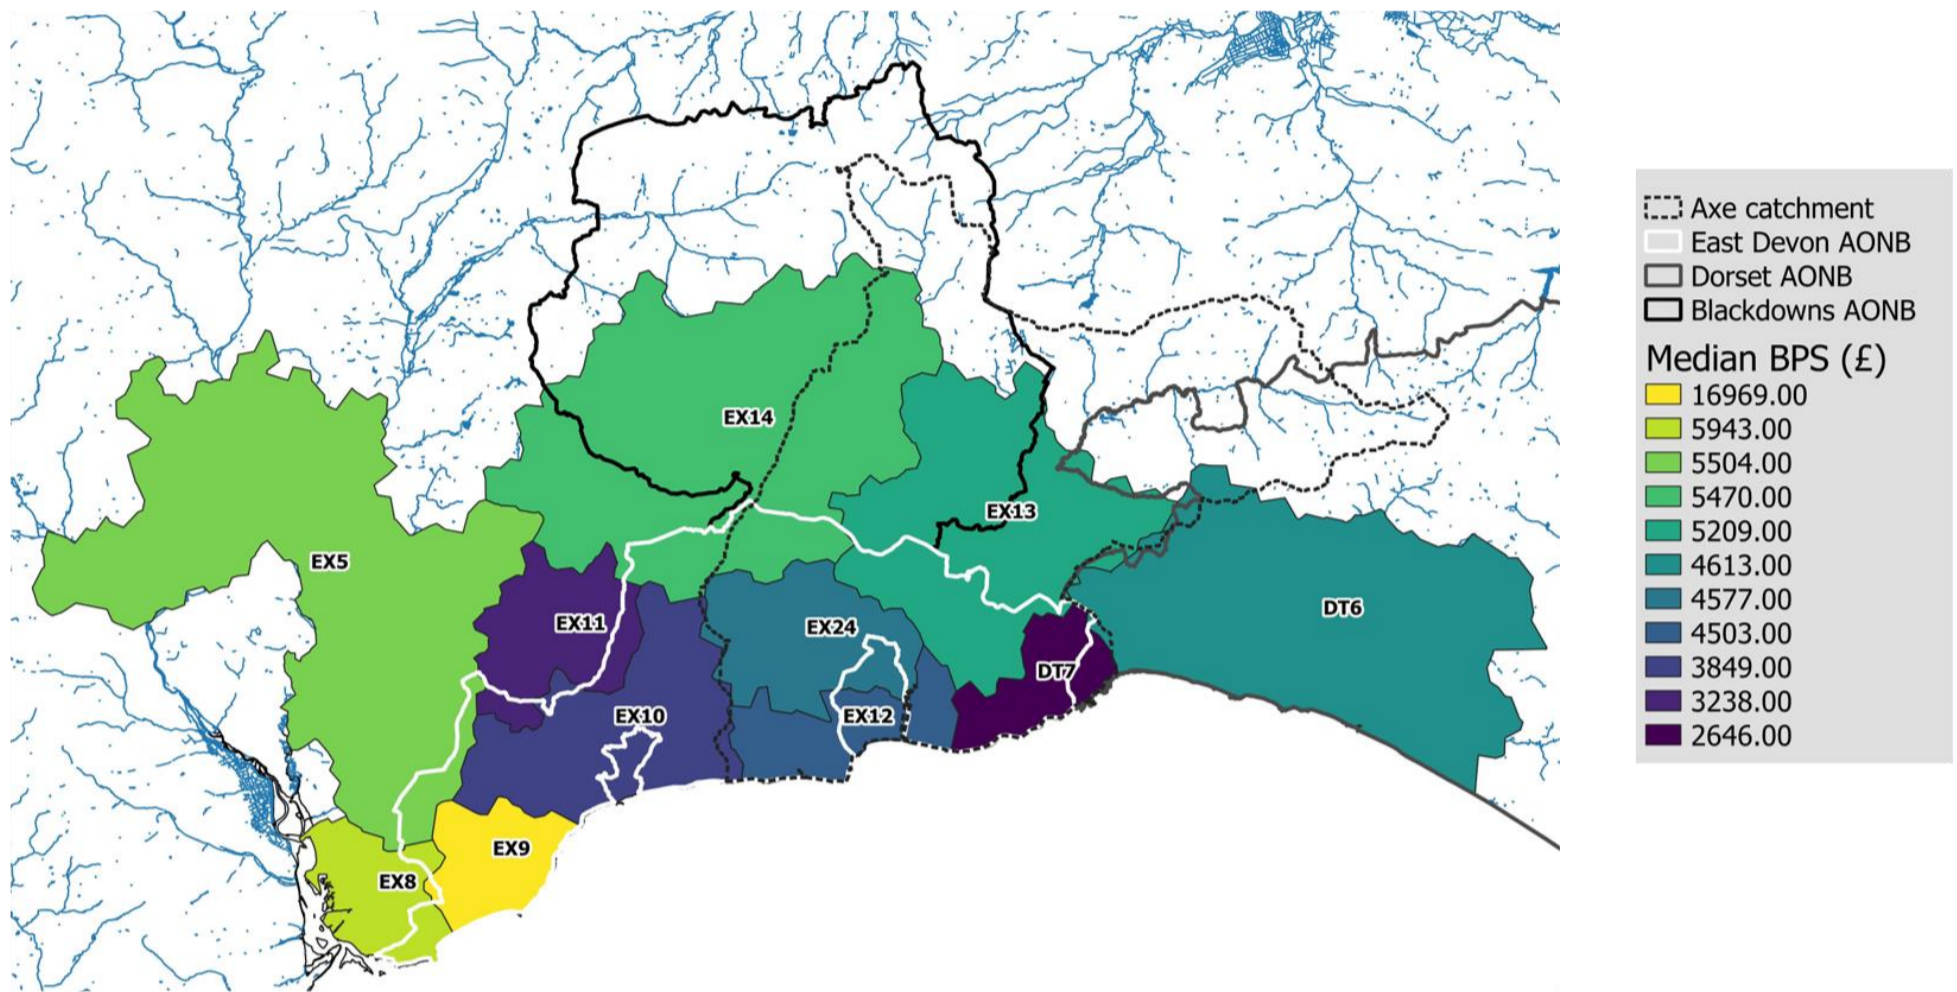 EX14
EX13
EX5
DT6
EX11
EX24
DT7
EX10
EX12
EX9
EX8
Axe catchment
East Devon AONB
Dorset AONB
Blackdowns AONB
Median BPS (£)
16969.00
5943.00
5504.00
5470.00
5209.00
4613.00
4577.00
4503.00
3849.00
3238.00
2646.00